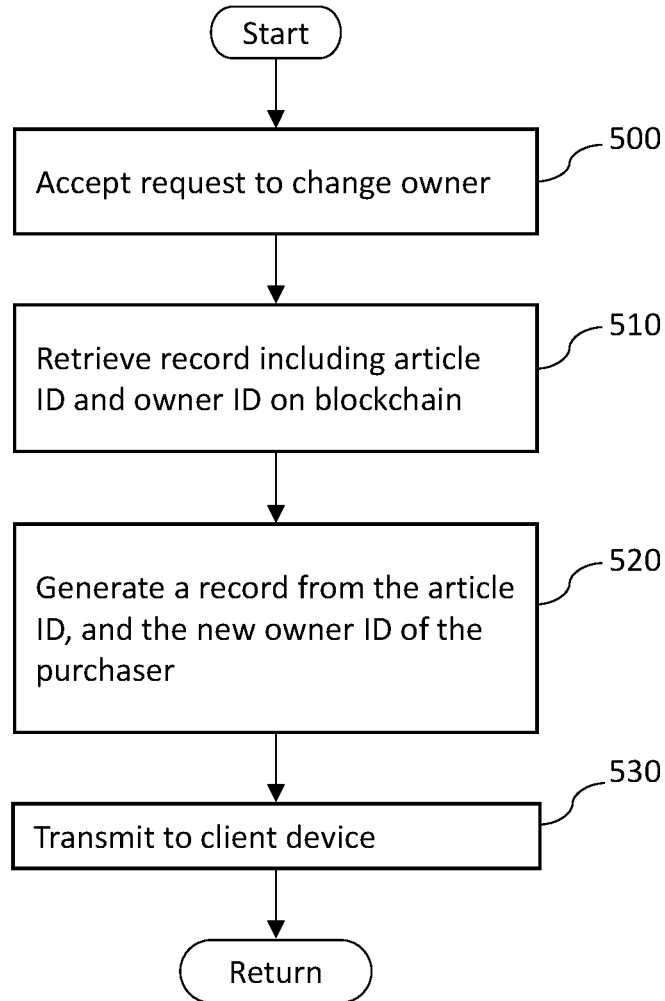 Start
500
Accept request to change owner
510
Retrieve record including article
ID and owner ID on blockchain
520
Generate a record from the article
ID, and the new owner ID of the
purchaser
530
Transmit to client device
Return